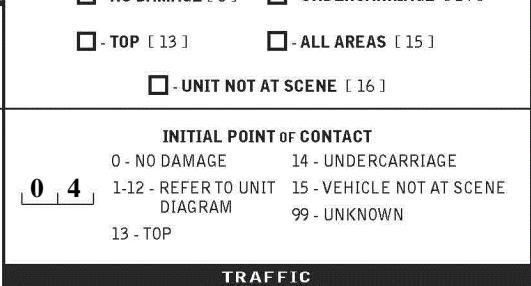 - TOP [ 13 ] - ALL AREAS [ 15 ]
- UNIT NOT AT SCENE [ 16 ]
INITIAL POINT OF CONTACT
0 - NO DAMAGE 14 - UNDERCARRIAGE
0 4 1-12 - REFER TO UNIT 15 - VEHICLE NOT AT SCENE
DIAGRAM 99 - UNKNOWN
13 - TOP
TRAFFIC